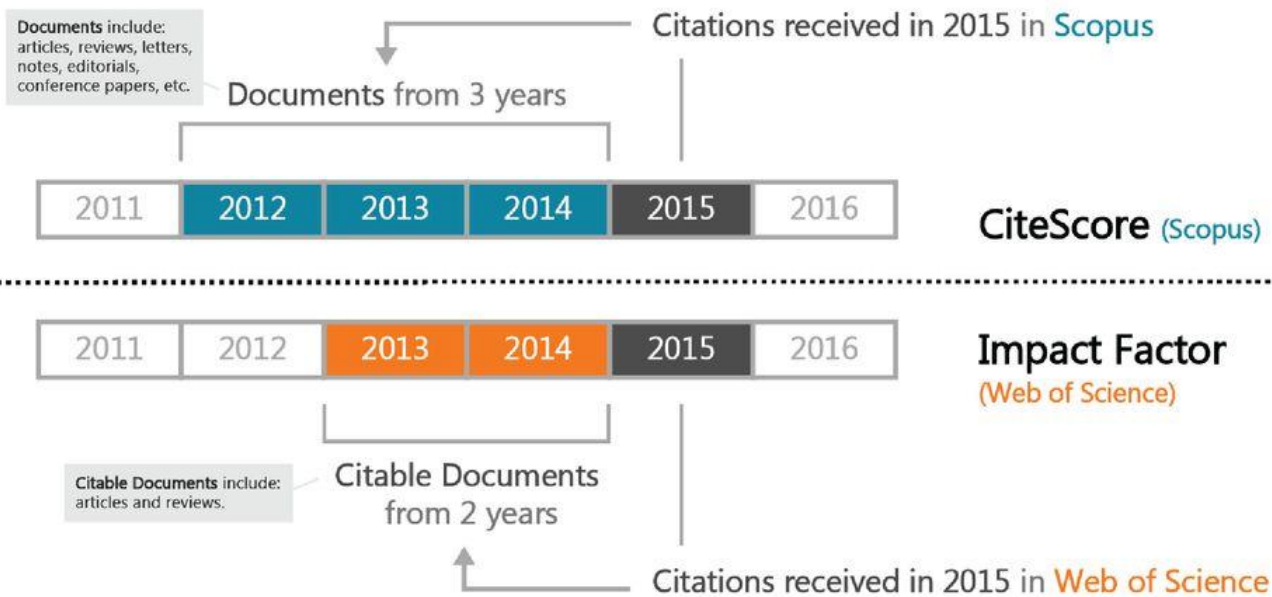 Documents include:
articles, reviews, letters,
notes, editorials,
conference papers, etc.
Citations received in 2015 in Scopus
Documents from 3 years
2011 2012 2013 2014 2015 2016
CiteScore (Scopus)
2011 2012 2013 2014 2015 2016
Impact Factor
(Web of Science)
Citable Documents include:
articles and reviews.
Citable Documents
from 2 years
Citations received in 2015 in Web of Science